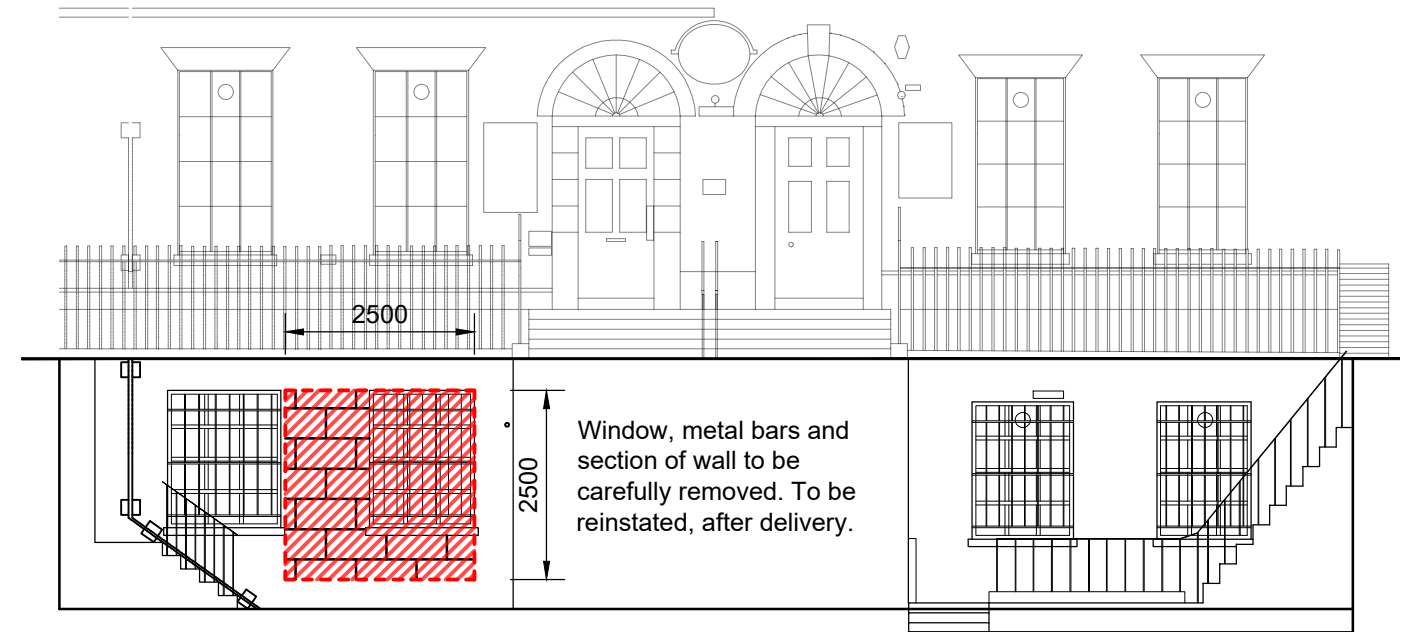 2500
2500
Window, metal bars and
section of wall to be
carefully removed. To be
reinstated, after delivery.